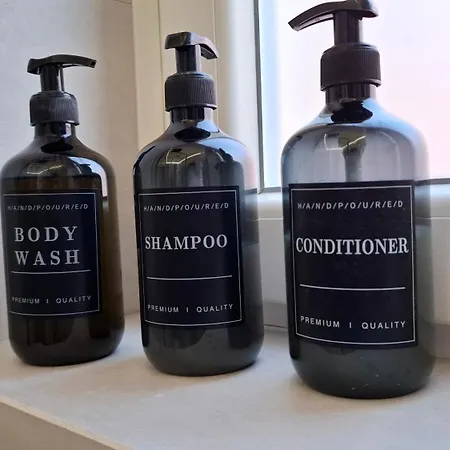 H/A/N/D/P/O/U/R/E/D
BODY
WASH
PREMIUM | QUALITY
H/A/N/D/P/O/U/R/E/D
SHAMPOO
PREMIUM | QUALITY
H/A/N/D/P/O/U/R/E/D
CONDITIONER
PREMIUM | QUALITY